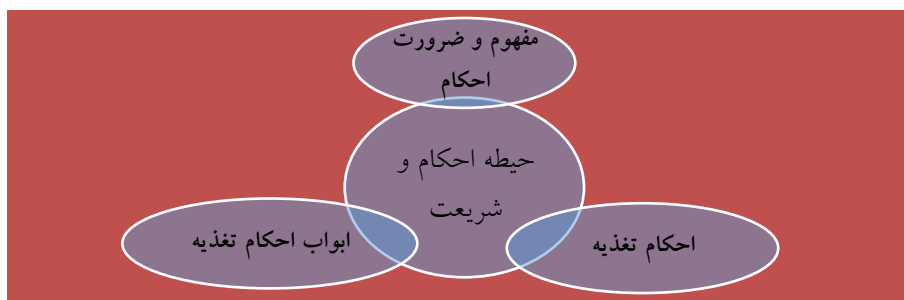 مفهوم و ضرورت
احکام
حیطه احکام و
شریعت
احکام تغذیه
ابواب احکام تغذیه